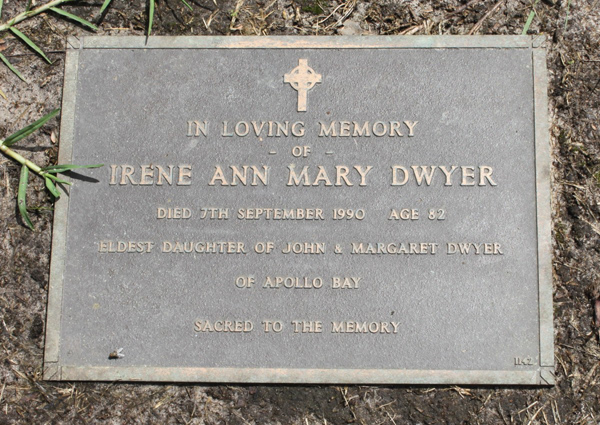 IN LOVING MEMORY
- OF -
IRENE ANN MARY DWYER
DIED 7TH SEPTEMBER 1990 AGE 82
ELDEST DAUGHTER OF JOHN & MARGARET DWYER
OF APOLLO BAY
SACRED TO THE MEMORY